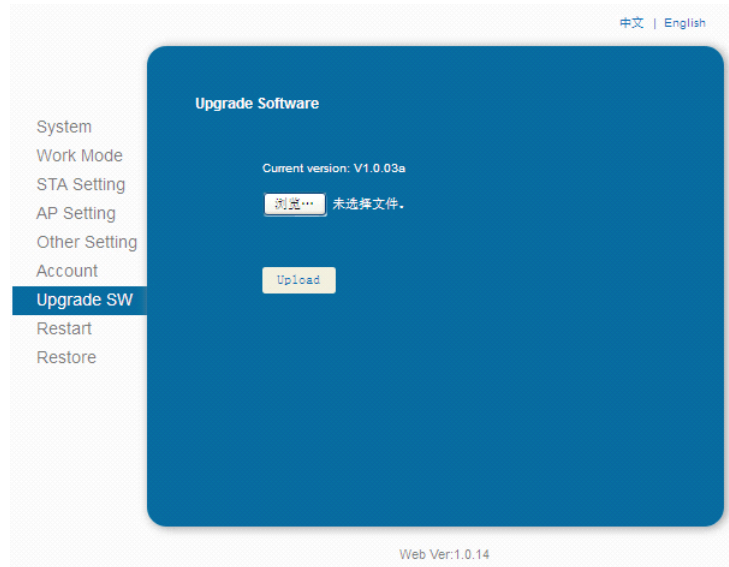 中文 | English
Upgrade Software
System
Work Mode
STA Setting
AP Setting
Other Setting
Account
Upgrade SW
Restart
Restore
Current version: V1.0.03a
浏览… 未选择文件。
Upload
Web Ver:1.0.14